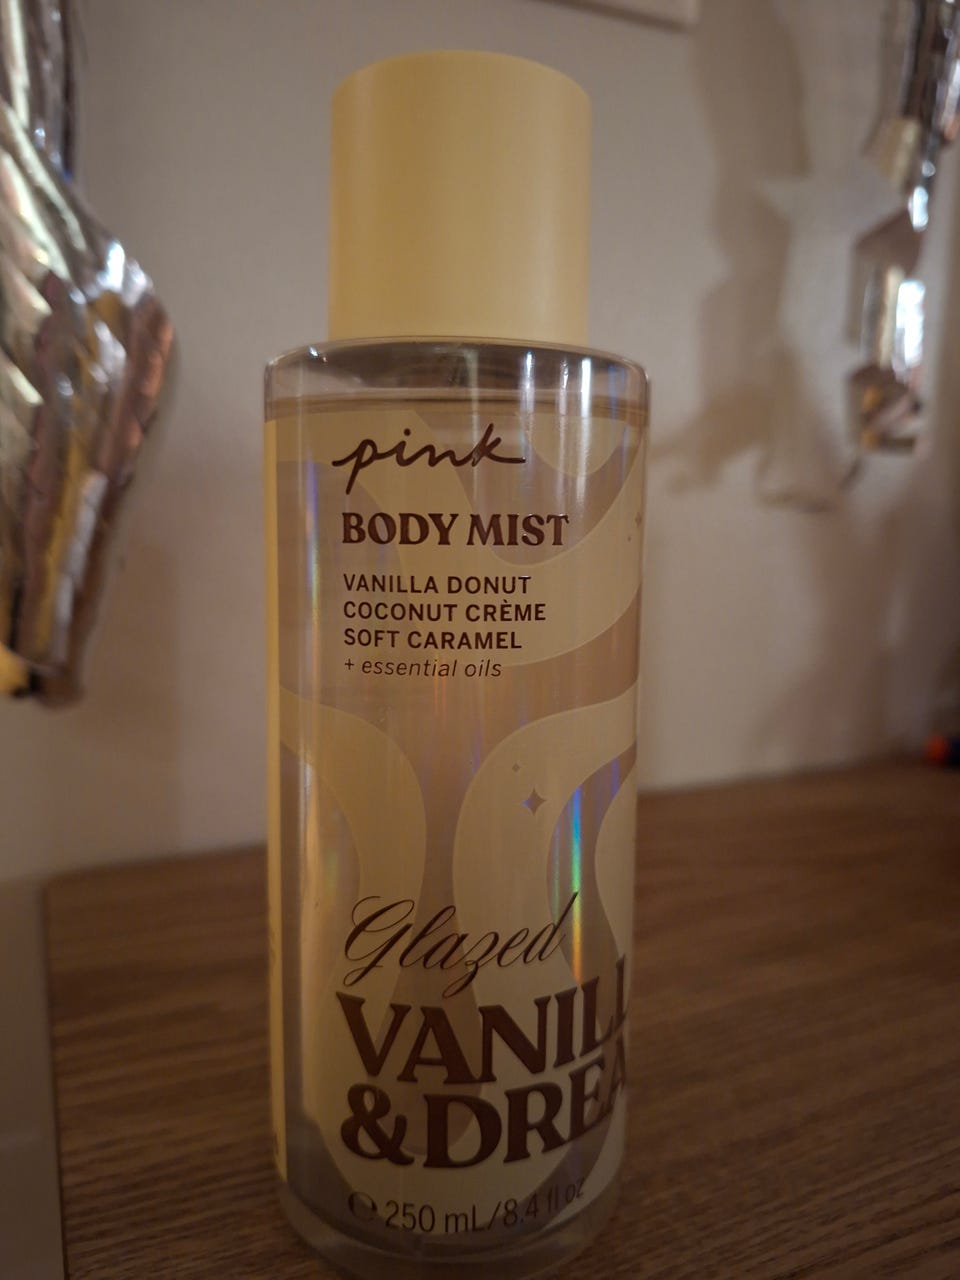 pink
BODY MIST
VANILLA DONUT
COCONUT CRÈME
SOFT CARAMEL
+ essential oils
Glazed
VANILL
&DREA
℮ 250 mL/8.4 fl oz